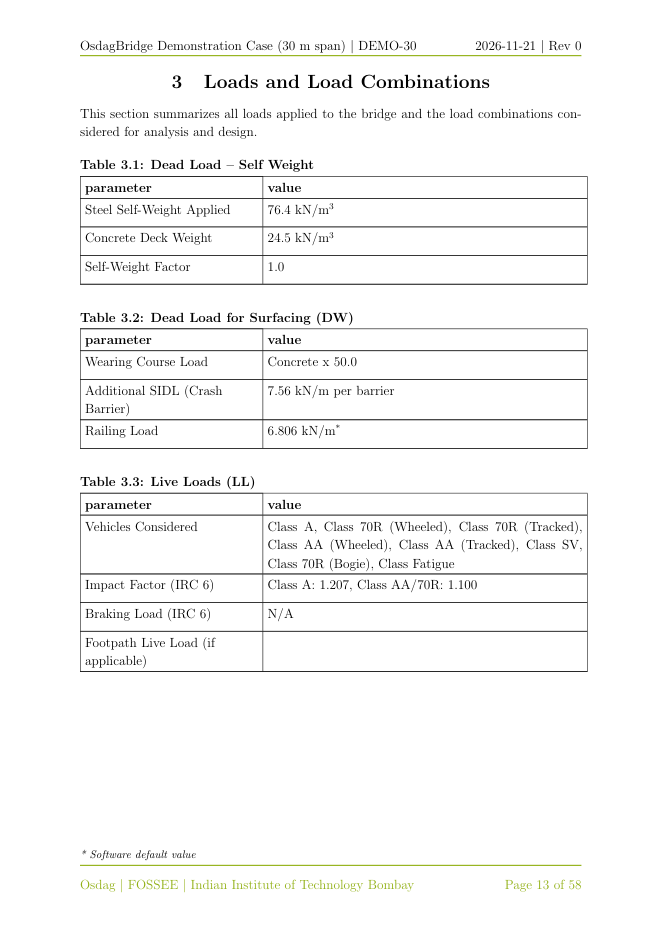 OsdagBridge Demonstration Case (30 m span) | DEMO-30 2026-11-21 | Rev 0
3 Loads and Load Combinations
This section summarizes all loads applied to the bridge and the load combinations con-
sidered for analysis and design.
Table 3.1: Dead Load – Self Weight
parameter value
Steel Self-Weight Applied 76.4 kN/m³
Concrete Deck Weight 24.5 kN/m³
Self-Weight Factor 1.0
Table 3.2: Dead Load for Surfacing (DW)
parameter value
Wearing Course Load Concrete x 50.0
Additional SIDL (Crash 7.56 kN/m per barrier
Barrier)
Railing Load 6.806 kN/m*
Table 3.3: Live Loads (LL)
parameter value
Vehicles Considered Class A, Class 70R (Wheeled), Class 70R (Tracked),
Class AA (Wheeled), Class AA (Tracked), Class SV,
Class 70R (Bogie), Class Fatigue
Impact Factor (IRC 6) Class A: 1.207, Class AA/70R: 1.100
Braking Load (IRC 6) N/A
Footpath Live Load (if
applicable)
* Software default value
Osdag | FOSSEE | Indian Institute of Technology Bombay Page 13 of 58